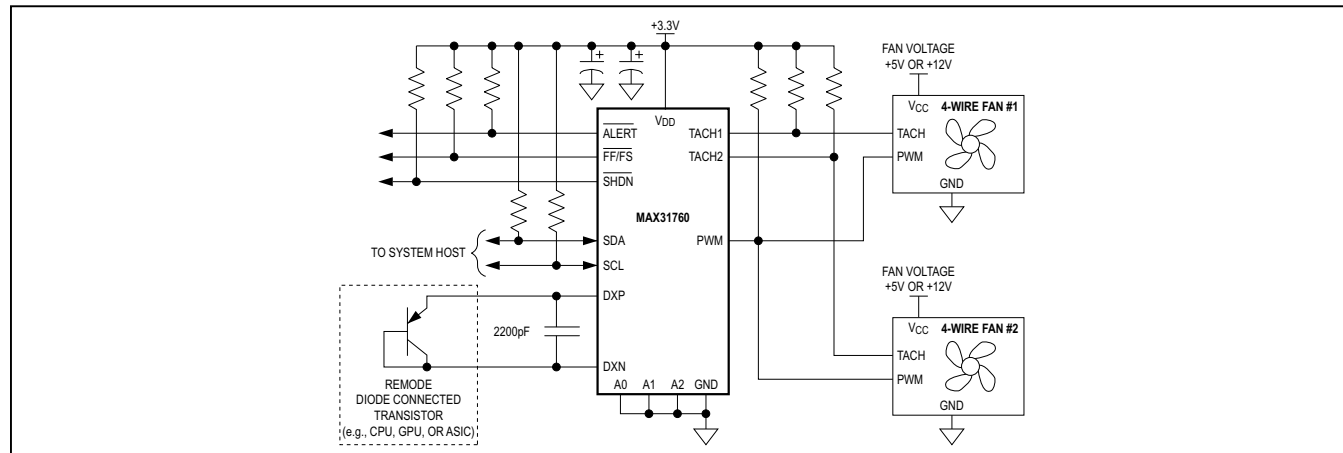 +3.3V
FAN VOLTAGE
+5V OR +12V
VCC 4-WIRE FAN #1
TACH
PWM
GND
VDD
ALERT
FF/FS
SHDN
TACH1
TACH2
MAX31760
PWM
SDA
SCL
TO SYSTEM HOST
DXP
2200pF
DXN
A0 A1 A2 GND
REMODE
DIODE CONNECTED
TRANSISTOR
(e.g., CPU, GPU, OR ASIC)
FAN VOLTAGE
+5V OR +12V
VCC 4-WIRE FAN #2
TACH
PWM
GND